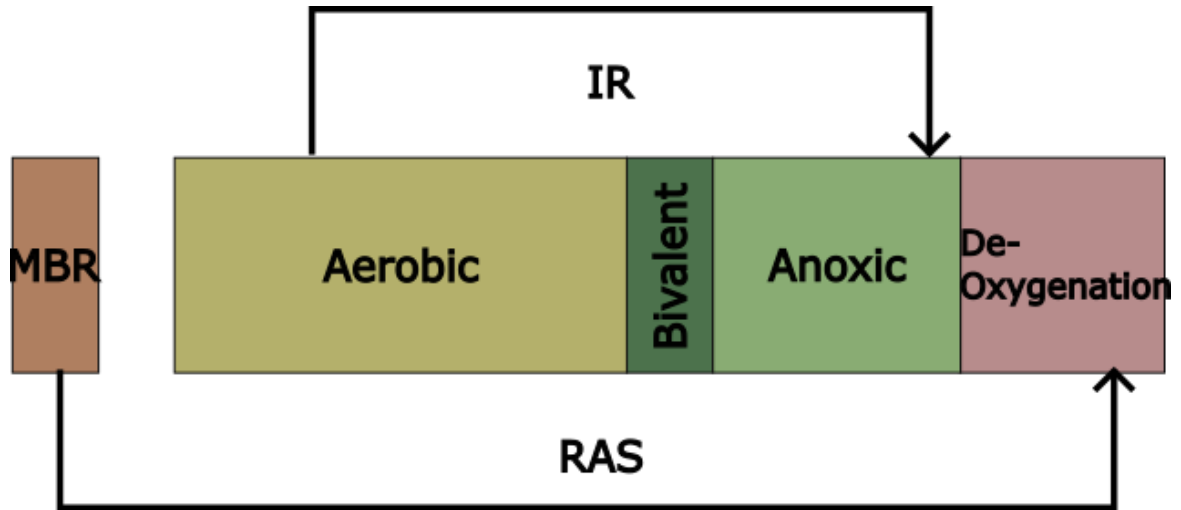 IR
MBR
Aerobic
Bivalent
Anoxic
De-
Oxygenation
RAS